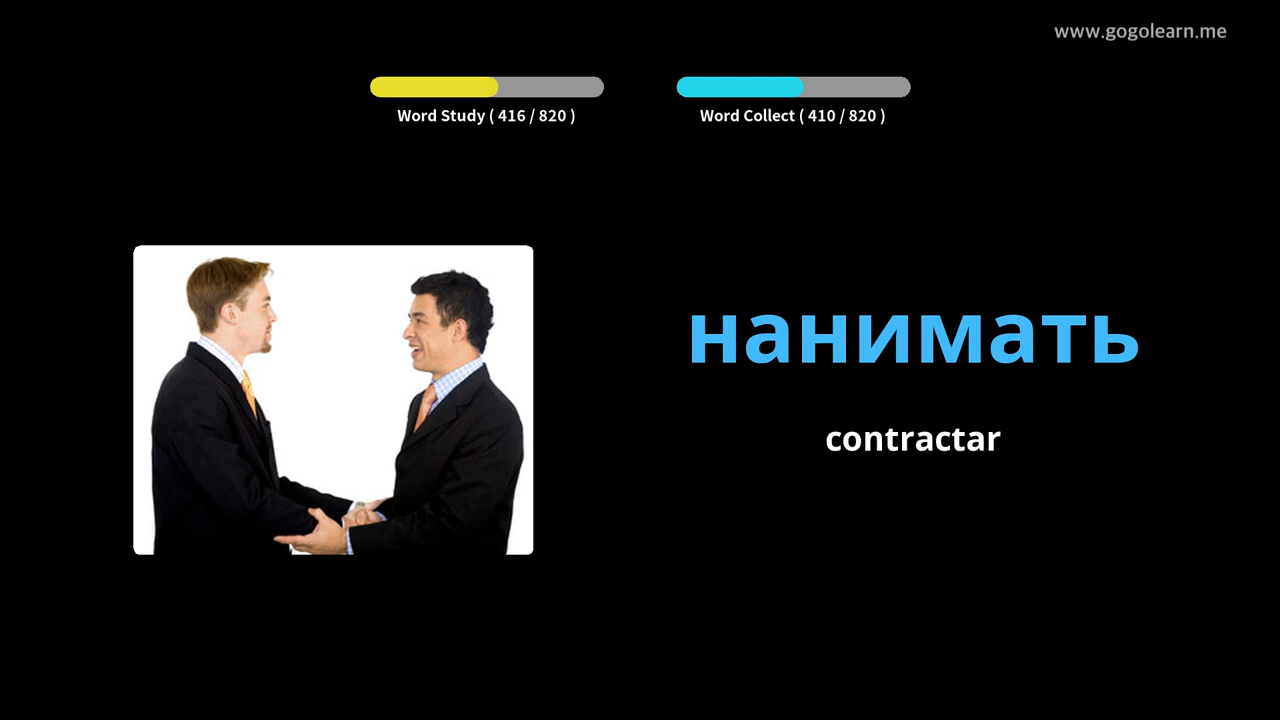 www.gogolearn.me
Word Study ( 416 / 820 )
Word Collect ( 410 / 820 )
нанимать
contractar